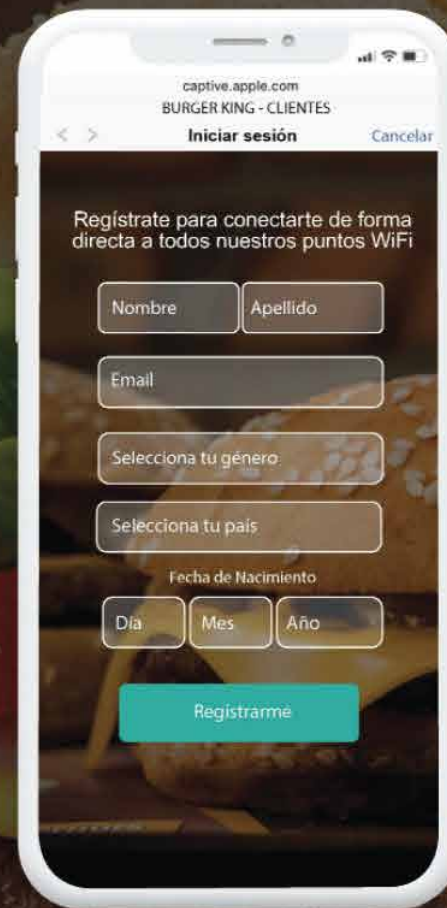 captive.apple.com
BURGER KING - CLIENTES
< > Iniciar sesión Cancelar
Regístrate para conectarte de forma
directa a todos nuestros puntos WiFi
Nombre Apellido
Email
Selecciona tu género
Selecciona tu país
Fecha de Nacimiento
Día Mes Año
Registrarme